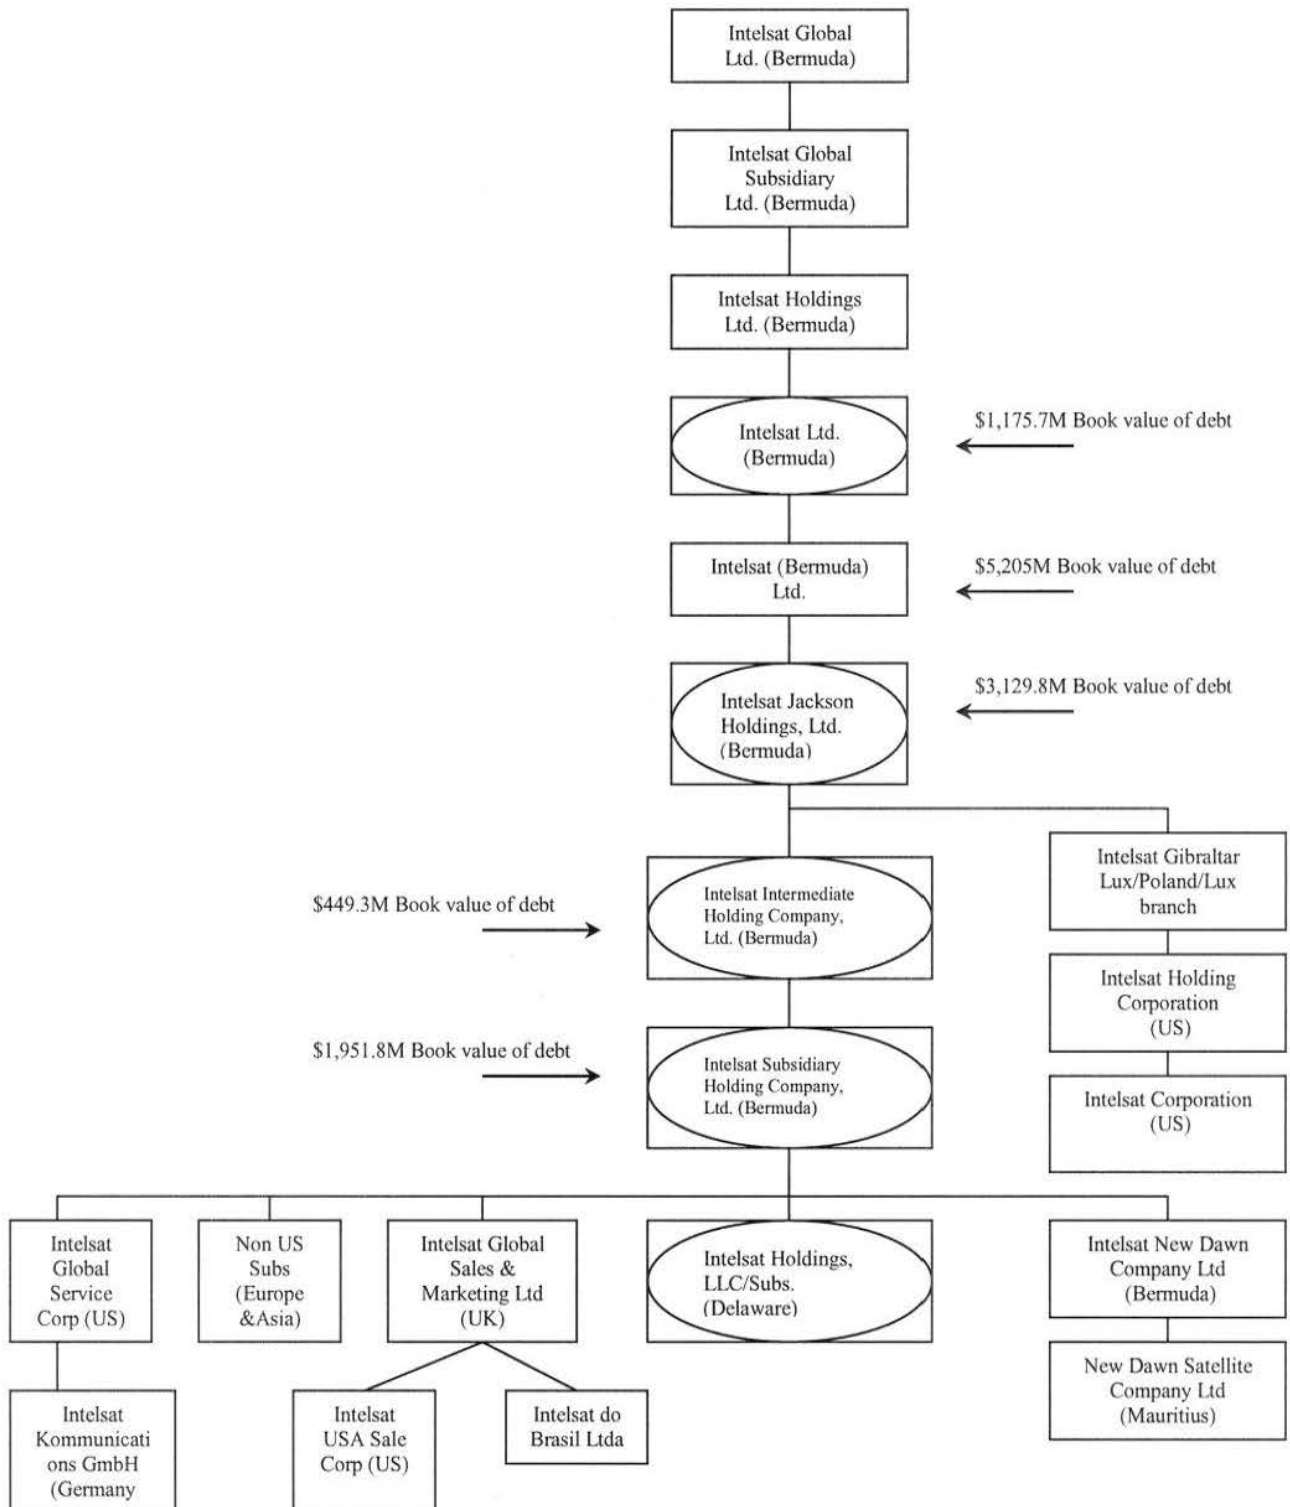 Intelsat Global
Ltd. (Bermuda)
Intelsat Global
Subsidiary
Ltd. (Bermuda)
Intelsat Holdings
Ltd. (Bermuda)
Intelsat Ltd.
(Bermuda)
$1,175.7M Book value of debt
Intelsat (Bermuda)
Ltd.
$5,205M Book value of debt
Intelsat Jackson
Holdings, Ltd.
(Bermuda)
$3,129.8M Book value of debt
$449.3M Book value of debt
Intelsat Intermediate
Holding Company,
Ltd. (Bermuda)
Intelsat Gibraltar
Lux/Poland/Lux
branch
Intelsat Holding
Corporation
(US)
$1,951.8M Book value of debt
Intelsat Subsidiary
Holding Company,
Ltd. (Bermuda)
Intelsat Corporation
(US)
Intelsat
Global
Service
Corp (US)
Non US
Subs
(Europe
&Asia)
Intelsat Global
Sales &
Marketing Ltd
(UK)
Intelsat Holdings,
LLC/Subs.
(Delaware)
Intelsat New Dawn
Company Ltd
(Bermuda)
Intelsat
Kommunicati
ons GmbH
(Germany
Intelsat
USA Sale
Corp (US)
Intelsat do
Brasil Ltda
New Dawn Satellite
Company Ltd
(Mauritius)